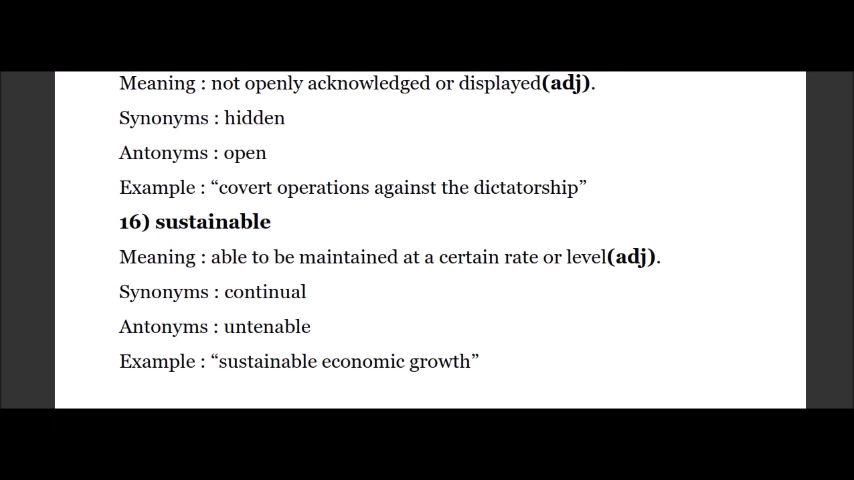 Meaning : not openly acknowledged or displayed(adj).
Synonyms : hidden
Antonyms : open
Example : “covert operations against the dictatorship”
16) sustainable
Meaning : able to be maintained at a certain rate or level(adj).
Synonyms : continual
Antonyms : untenable
Example : “sustainable economic growth”